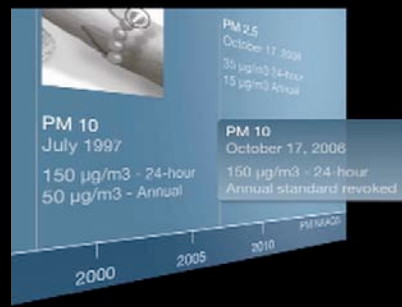 PM 2.5
October 17, 2006
35 µg/m3 24-hour
15 µg/m3 Annual
PM 10
July 1997
150 µg/m3 - 24-hour
50 µg/m3 - Annual
PM 10
October 17, 2006
150 µg/m3 - 24-hour
Annual standard revoked
PM NAAQS
2000
2005
2010